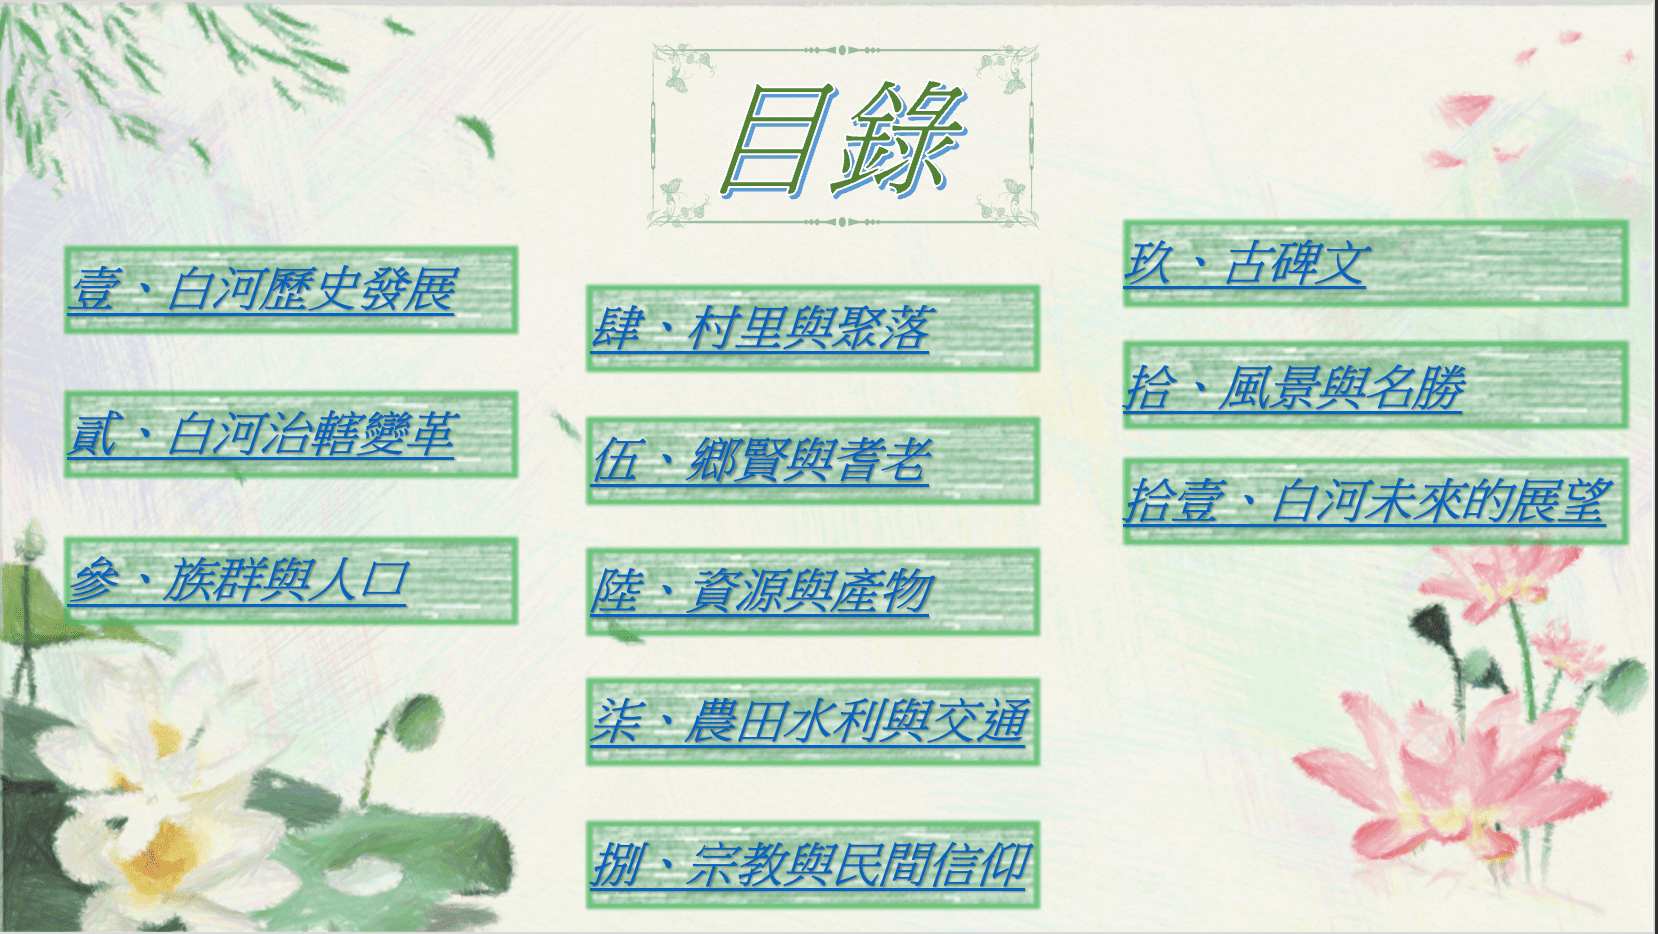 目錄
壹、白河歷史發展
貳、白河治轄變革
參、族群與人口
肆、村里與聚落
伍、鄉賢與耆老
陸、資源與產物
柒、農田水利與交通
捌、宗教與民間信仰
玖、古碑文
拾、風景與名勝
拾壹、白河未來的展望